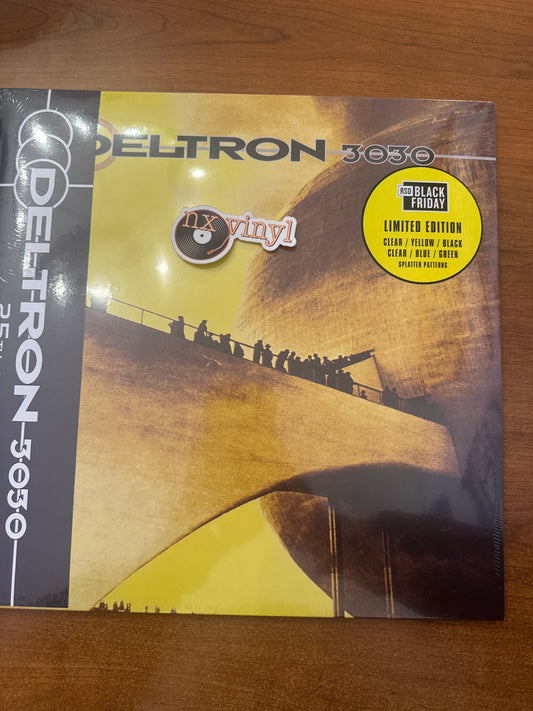 DELTRON 3030
DELTRON 3030
25TH
nx vinyl
RSD BLACK
FRIDAY
LIMITED EDITION
CLEAR / YELLOW / BLACK
CLEAR / BLUE / GREEN
SPLATTER PATTERNS